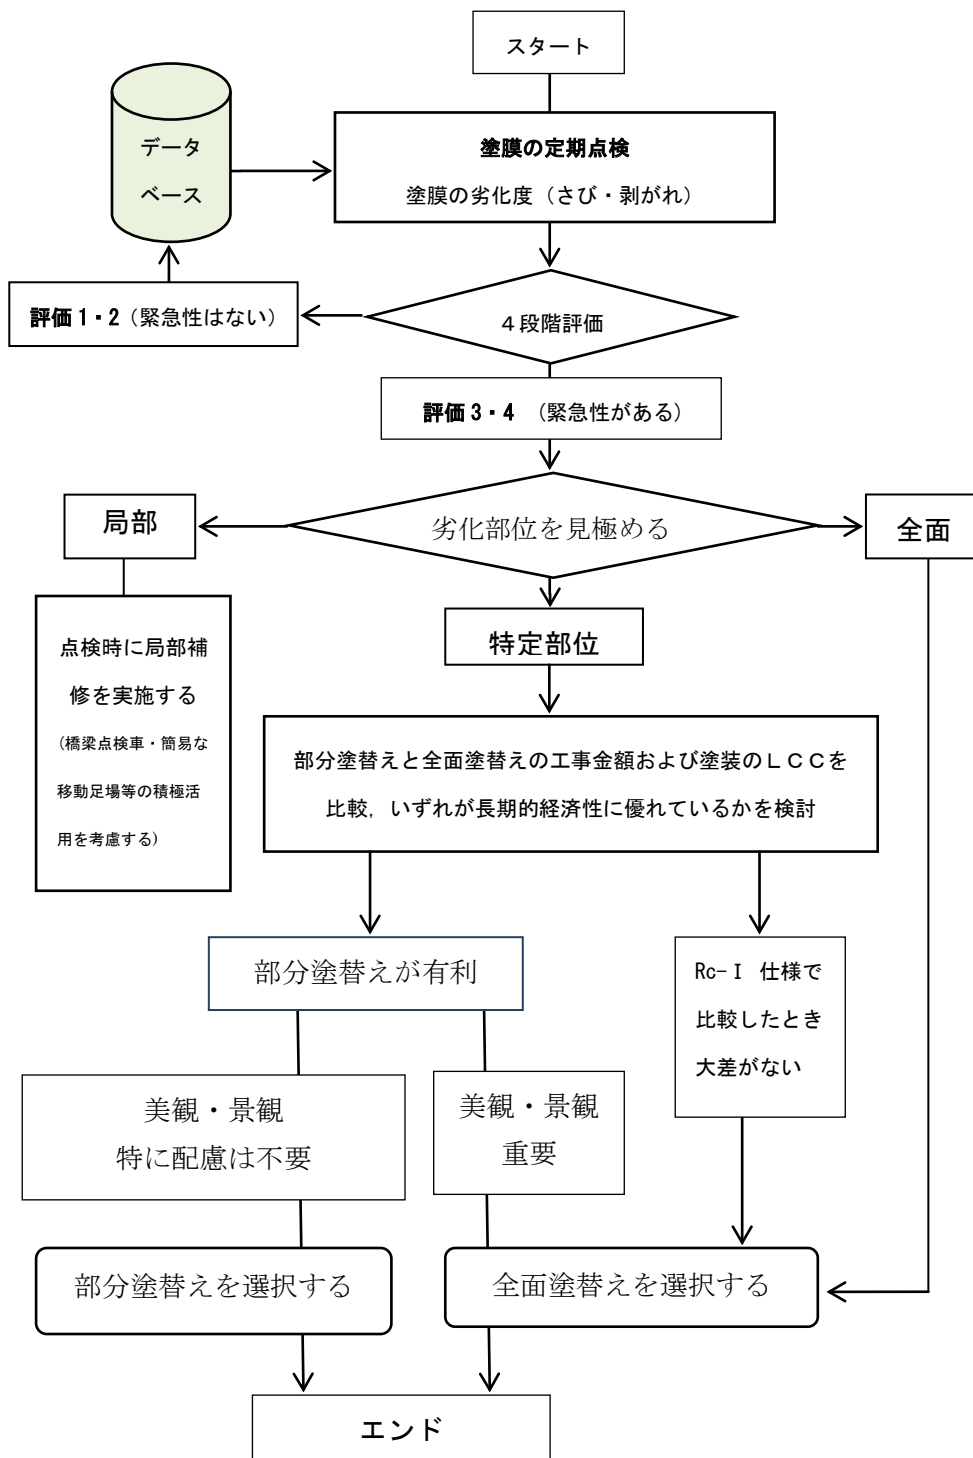 スタート
データ
ベース
塗膜の定期点検
塗膜の劣化度（さび・剥がれ）
評価1・2（緊急性はない）
４段階評価
評価3・4 （緊急性がある）
局部
劣化部位を見極める
全面
点検時に局部補
修を実施する
(橋梁点検車・簡易な
移動足場等の積極活
用を考慮する)
特定部位
部分塗替えと全面塗替えの工事金額および塗装のＬＣＣを
比較，いずれが長期的経済性に優れているかを検討
部分塗替えが有利
Rc-Ⅰ 仕様で
比較したとき
大差がない
美観・景観
特に配慮は不要
美観・景観
重要
部分塗替えを選択する
全面塗替えを選択する
エンド